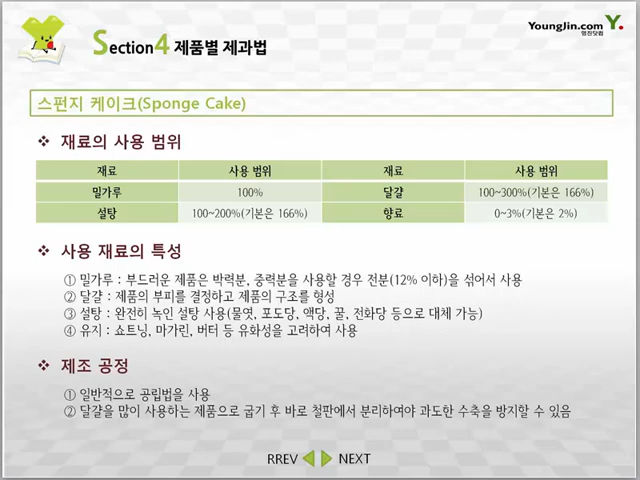 YoungJin.com Y.
영진닷컴
Section4 제품별 제과법
스펀지 케이크(Sponge Cake)
❖ 재료의 사용 범위
재료 사용 범위 재료 사용 범위
밀가루 100% 달걀 100~300%(기본은 166%)
설탕 100~200%(기본은 166%) 향료 0~3%(기본은 2%)
❖ 사용 재료의 특성
① 밀가루 : 부드러운 제품은 박력분, 중력분을 사용할 경우 전분(12% 이하)을 섞어서 사용
② 달걀 : 제품의 부피를 결정하고 제품의 구조를 형성
③ 설탕 : 완전히 녹인 설탕 사용(물엿, 포도당, 액당, 꿀, 전화당 등으로 대체 가능)
④ 유지 : 쇼트닝, 마가린, 버터 등 유화성을 고려하여 사용
❖ 제조 공정
① 일반적으로 공립법을 사용
② 달걀을 많이 사용하는 제품으로 굽기 후 바로 철판에서 분리하여야 과도한 수축을 방지할 수 있음
RREV NEXT